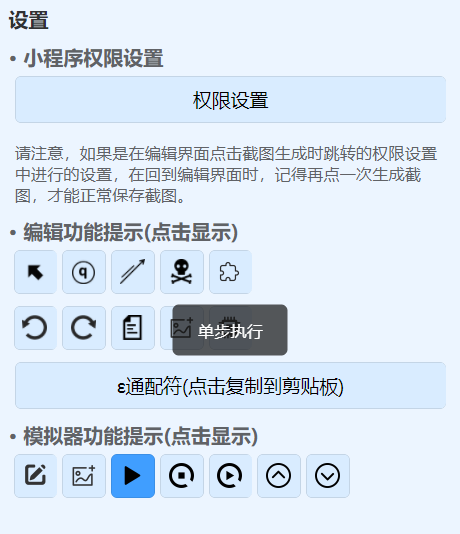 设置
• 小程序权限设置
权限设置
请注意，如果是在编辑界面点击截图生成时跳转的权限设置
中进行的设置，在回到编辑界面时，记得再点一次生成截
图，才能正常保存截图。
• 编辑功能提示(点击显示)
q
单步执行
ε通配符(点击复制到剪贴板)
• 模拟器功能提示(点击显示)